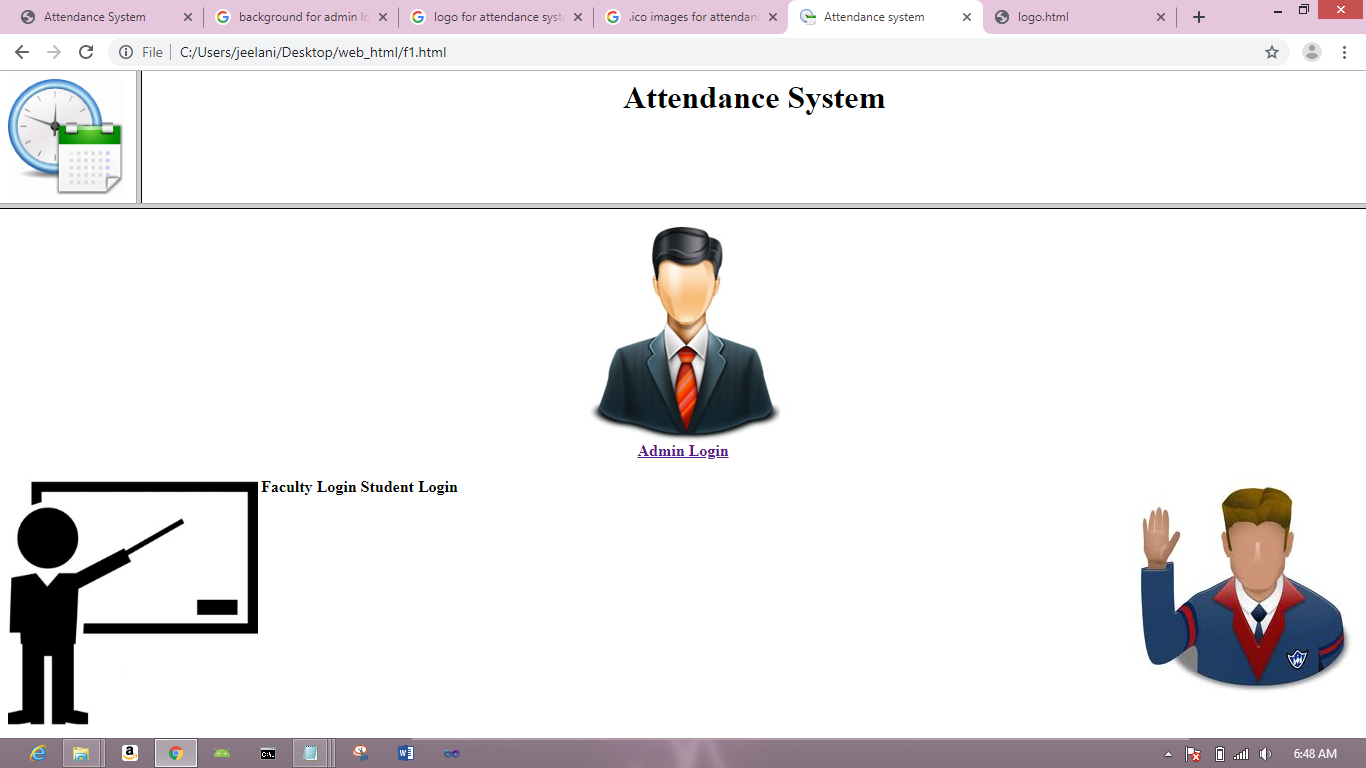 Attendance System
background for admin lo
logo for attendance syst
.ico images for attendan
Attendance system
logo.html
File
C:/Users/jeelani/Desktop/web_html/f1.html
Attendance System
Admin Login
Faculty Login Student Login
6:48 AM